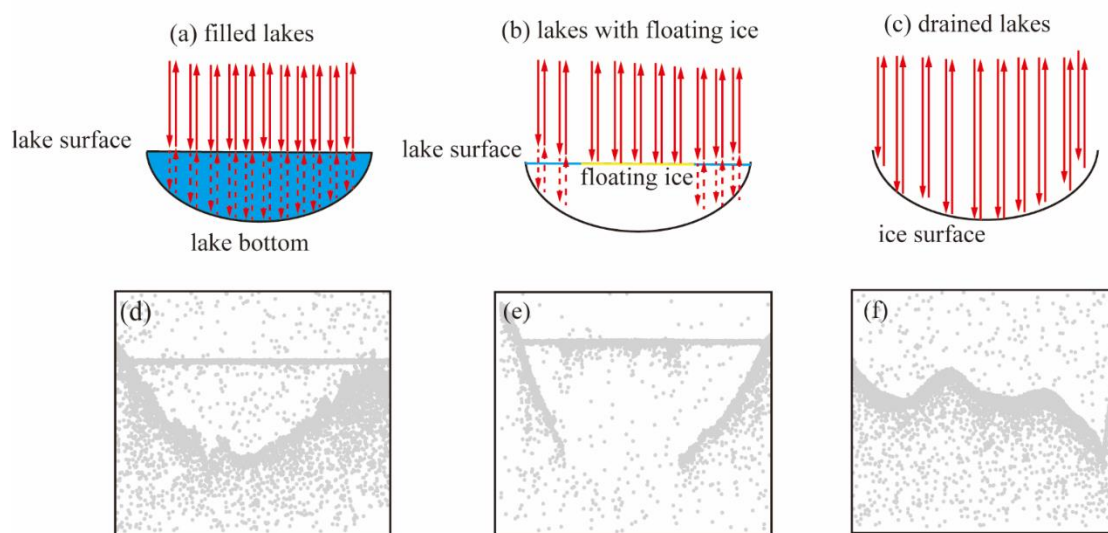 (a) filled lakes
(b) lakes with floating ice
(c) drained lakes
lake surface
lake surface
floating ice
lake bottom
ice surface
(d)
(e)
(f)